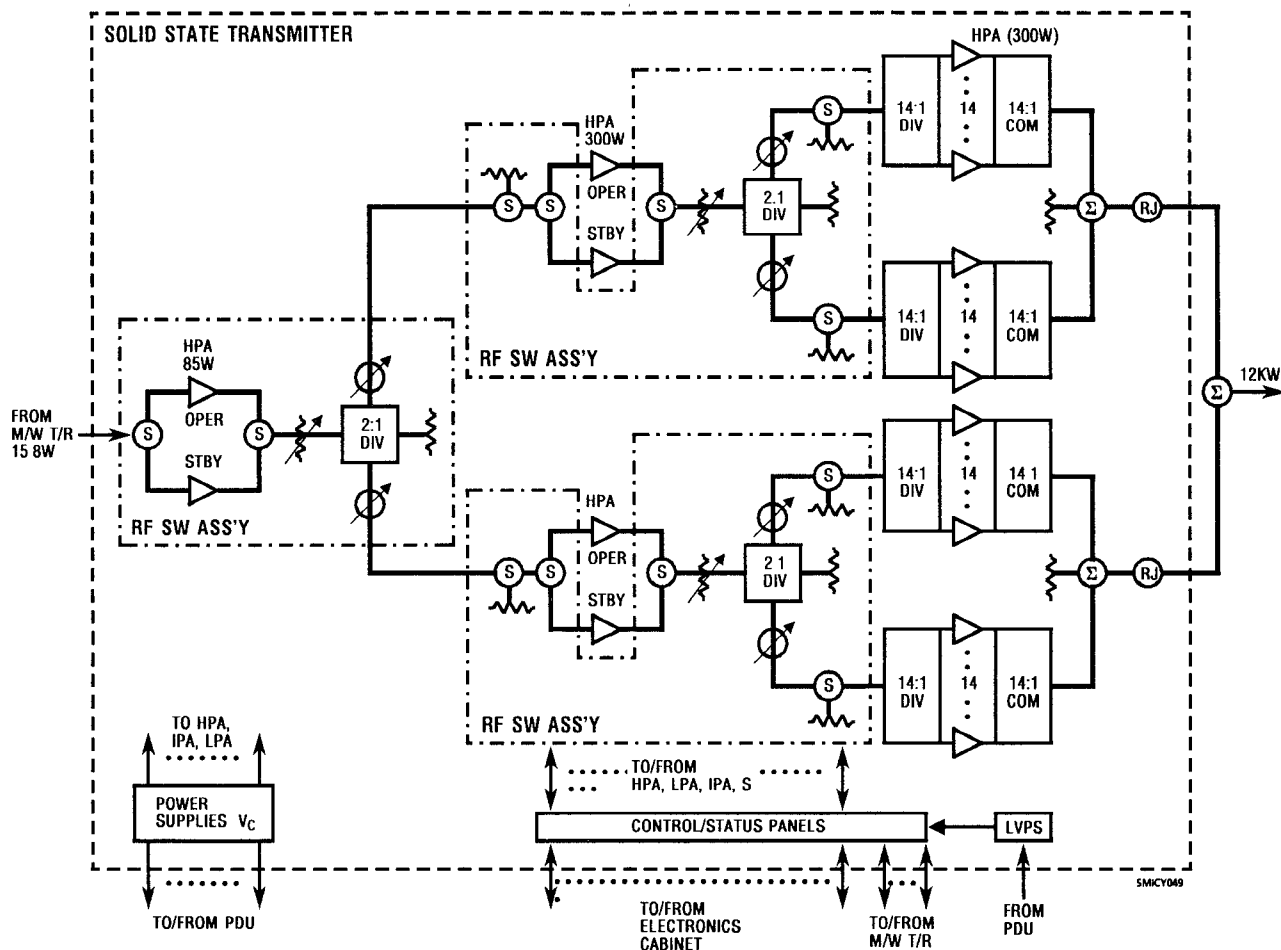 SOLID STATE TRANSMITTER
HPA (300W)
14:1
DIV
14
14:1
COM
S
HPA
300W
OPER
STBY
S
S
S
2.1
DIV
S
Σ
RJ
14:1
DIV
14
14:1
COM
RF SW ASS'Y
HPA
85W
OPER
STBY
FROM
M/W T/R
15 8W
S
S
2:1
DIV
RF SW ASS'Y
Σ
12KW
14:1
DIV
14
14 1
COM
S
HPA
OPER
STBY
S
S
S
2 1
DIV
S
Σ
RJ
14:1
DIV
14
14:1
COM
RF SW ASS'Y
TO HPA,
IPA, LPA
POWER
SUPPLIES VC
TO/FROM PDU
TO/FROM
HPA, LPA, IPA, S
CONTROL/STATUS PANELS
LVPS
SMICY049
TO/FROM
ELECTRONICS
CABINET
TO/FROM
M/W T/R
FROM
PDU